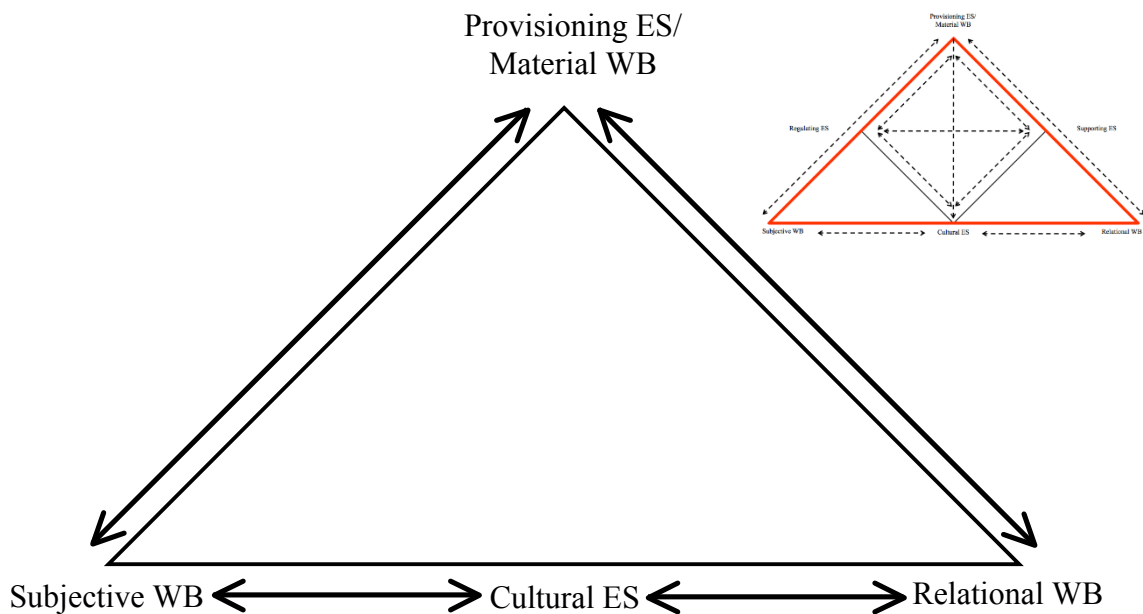 Provisioning ES/
Material WB
Subjective WB
Cultural ES
Relational WB
Provisioning ES/
Material WB
Regulating ES
Supporting ES
Subjective WB
Cultural ES
Relational WB